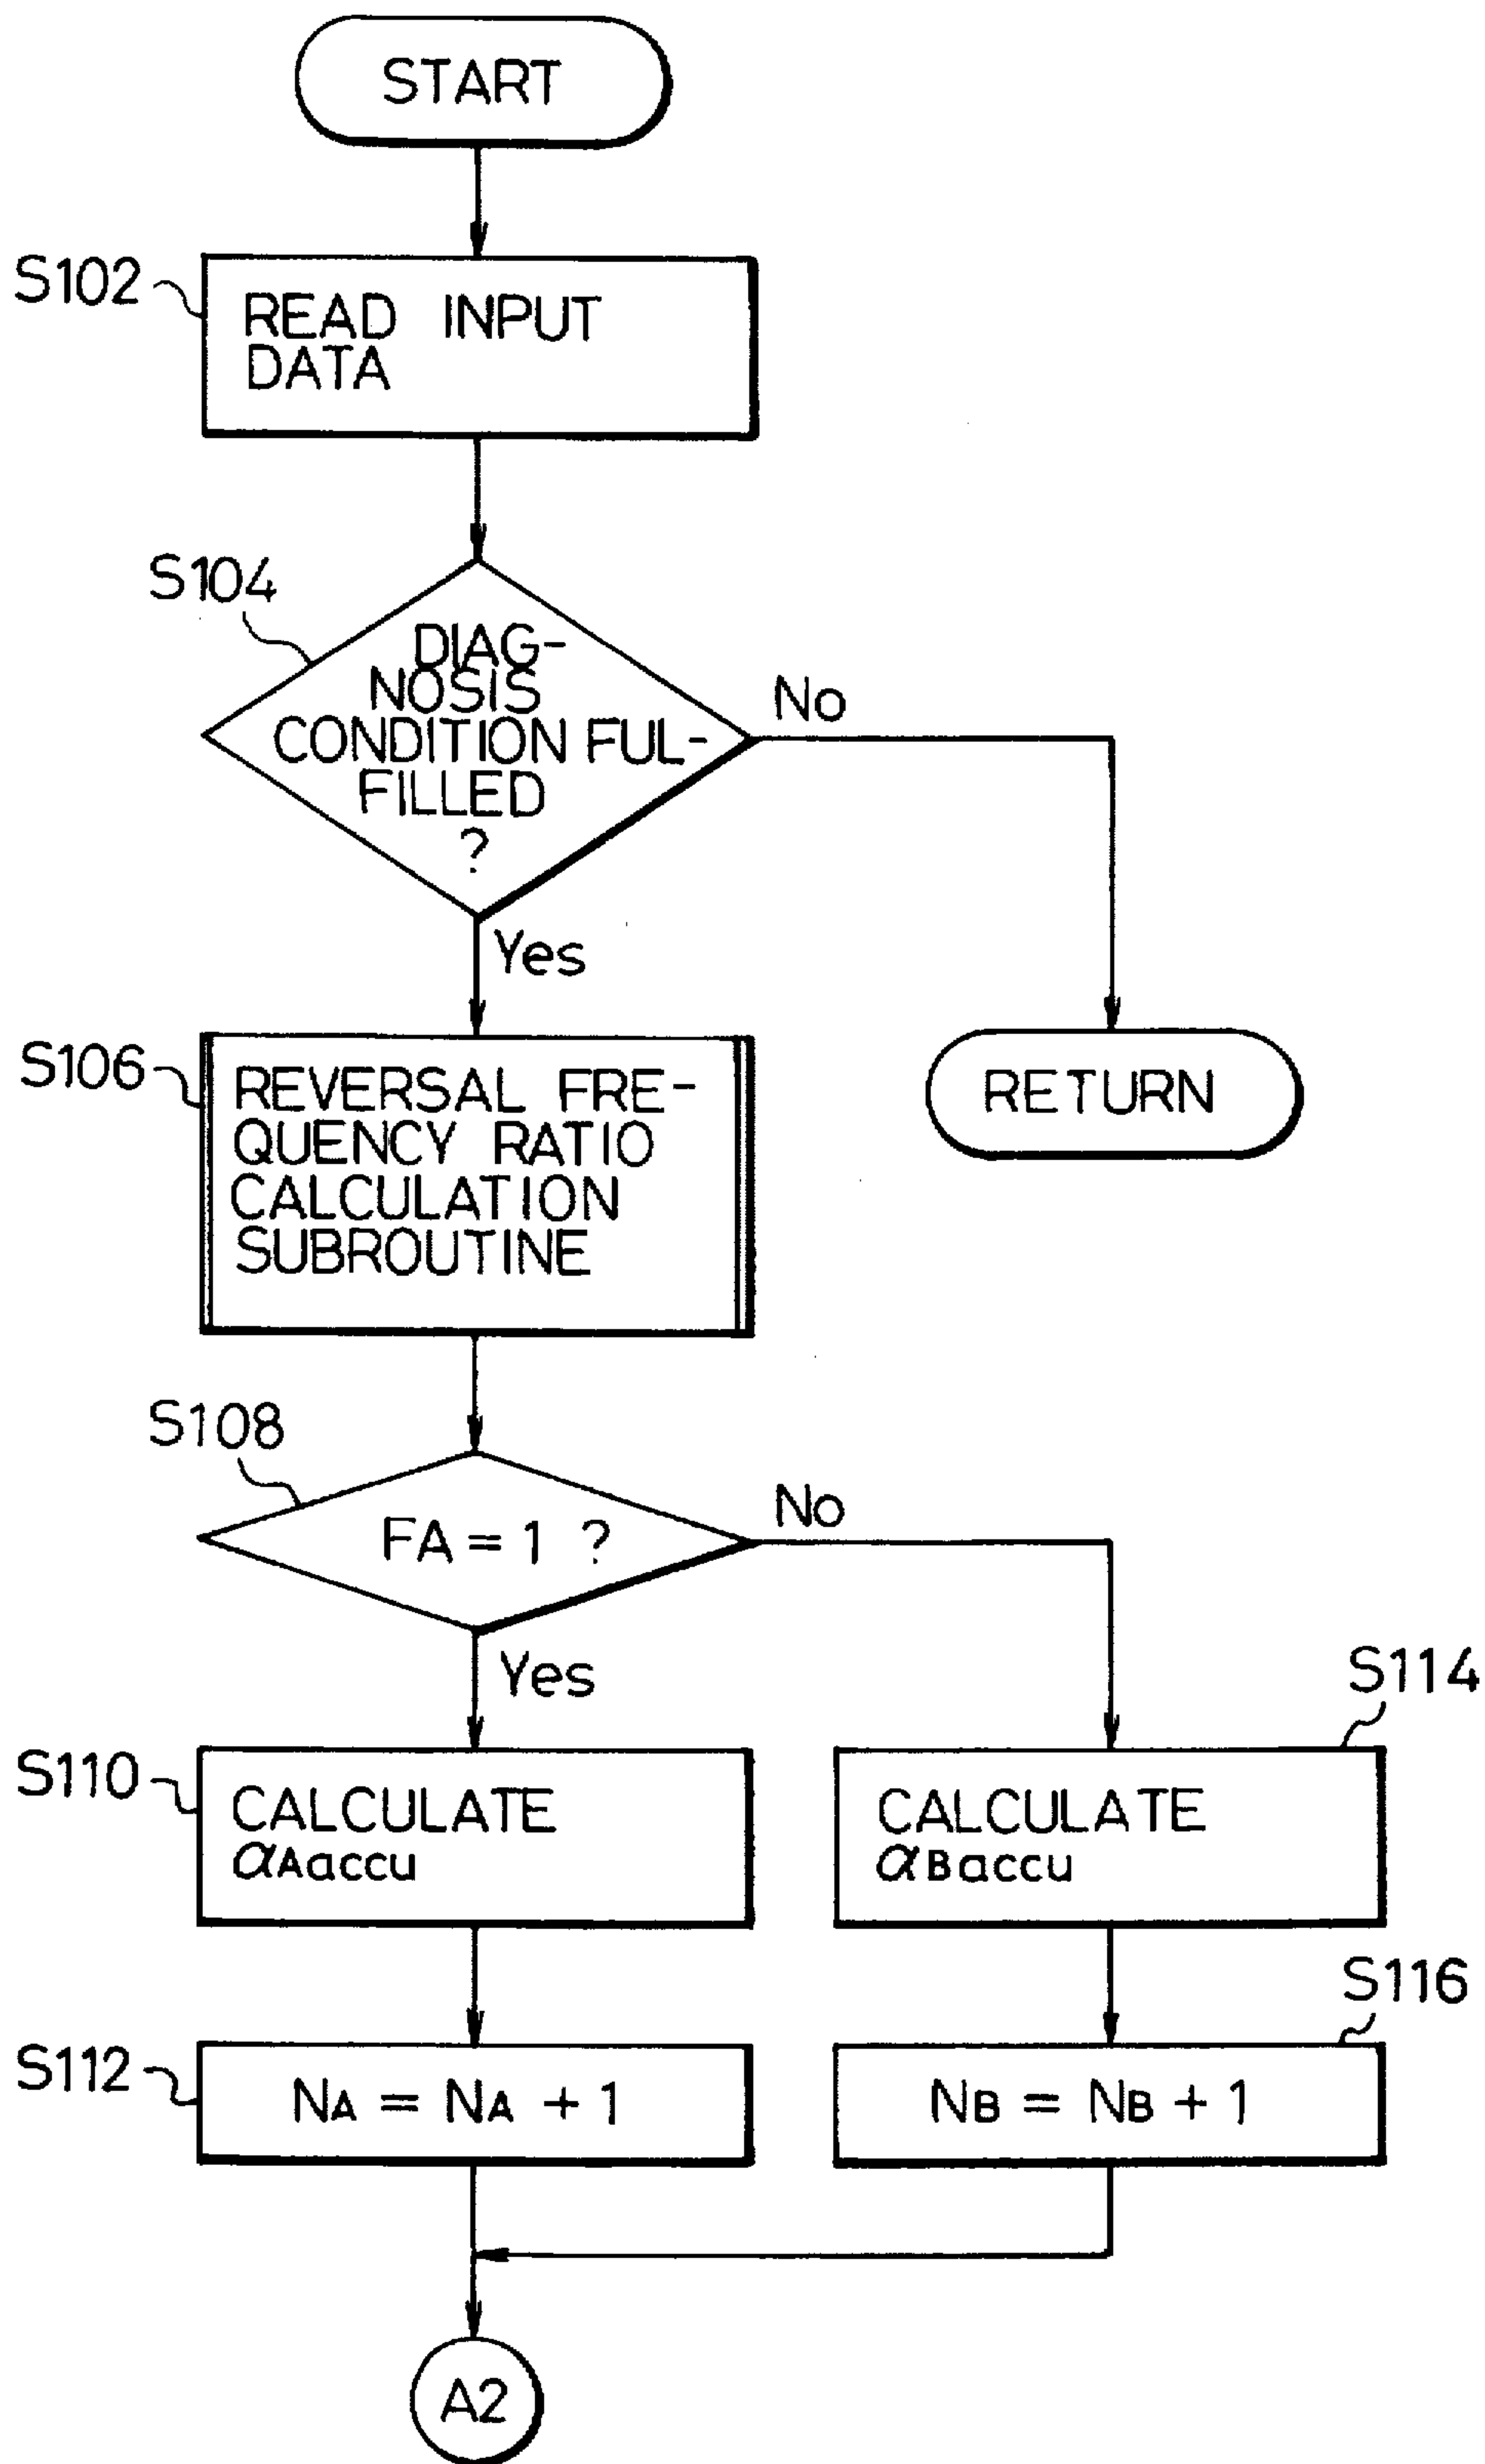 START
S102
READ INPUT
DATA
S104
DIAG-
NOSIS
CONDITION FUL-
FILLED
?
No
Yes
S106
REVERSAL FRE-
QUENCY RATIO
CALCULATION
SUBROUTINE
RETURN
S108
FA = 1 ?
No
Yes
S110
CALCULATE
αAaccu
S114
CALCULATE
αBaccu
S112
NA = NA + 1
S116
NB = NB + 1
A2